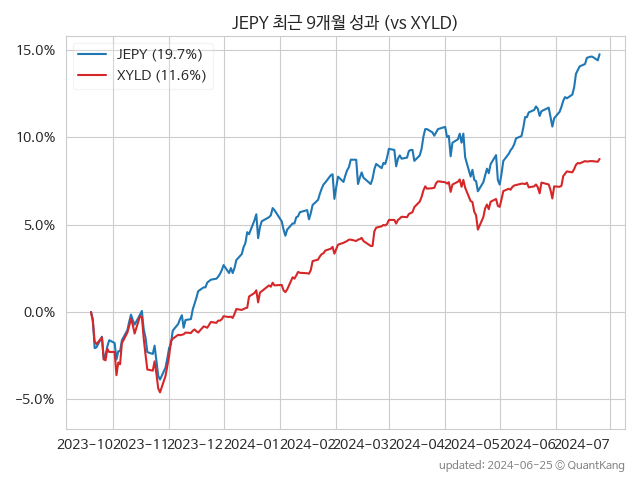 JEPY 최근 9개월 성과 (vs XYLD)
JEPY (19.7%)
XYLD (11.6%)
15.0%
10.0%
5.0%
0.0%
−5.0%
2023-10 2023-11 2023-12 2024-01 2024-02 2024-03 2024-04 2024-05 2024-06 2024-07
updated: 2024-06-25 © QuantKang